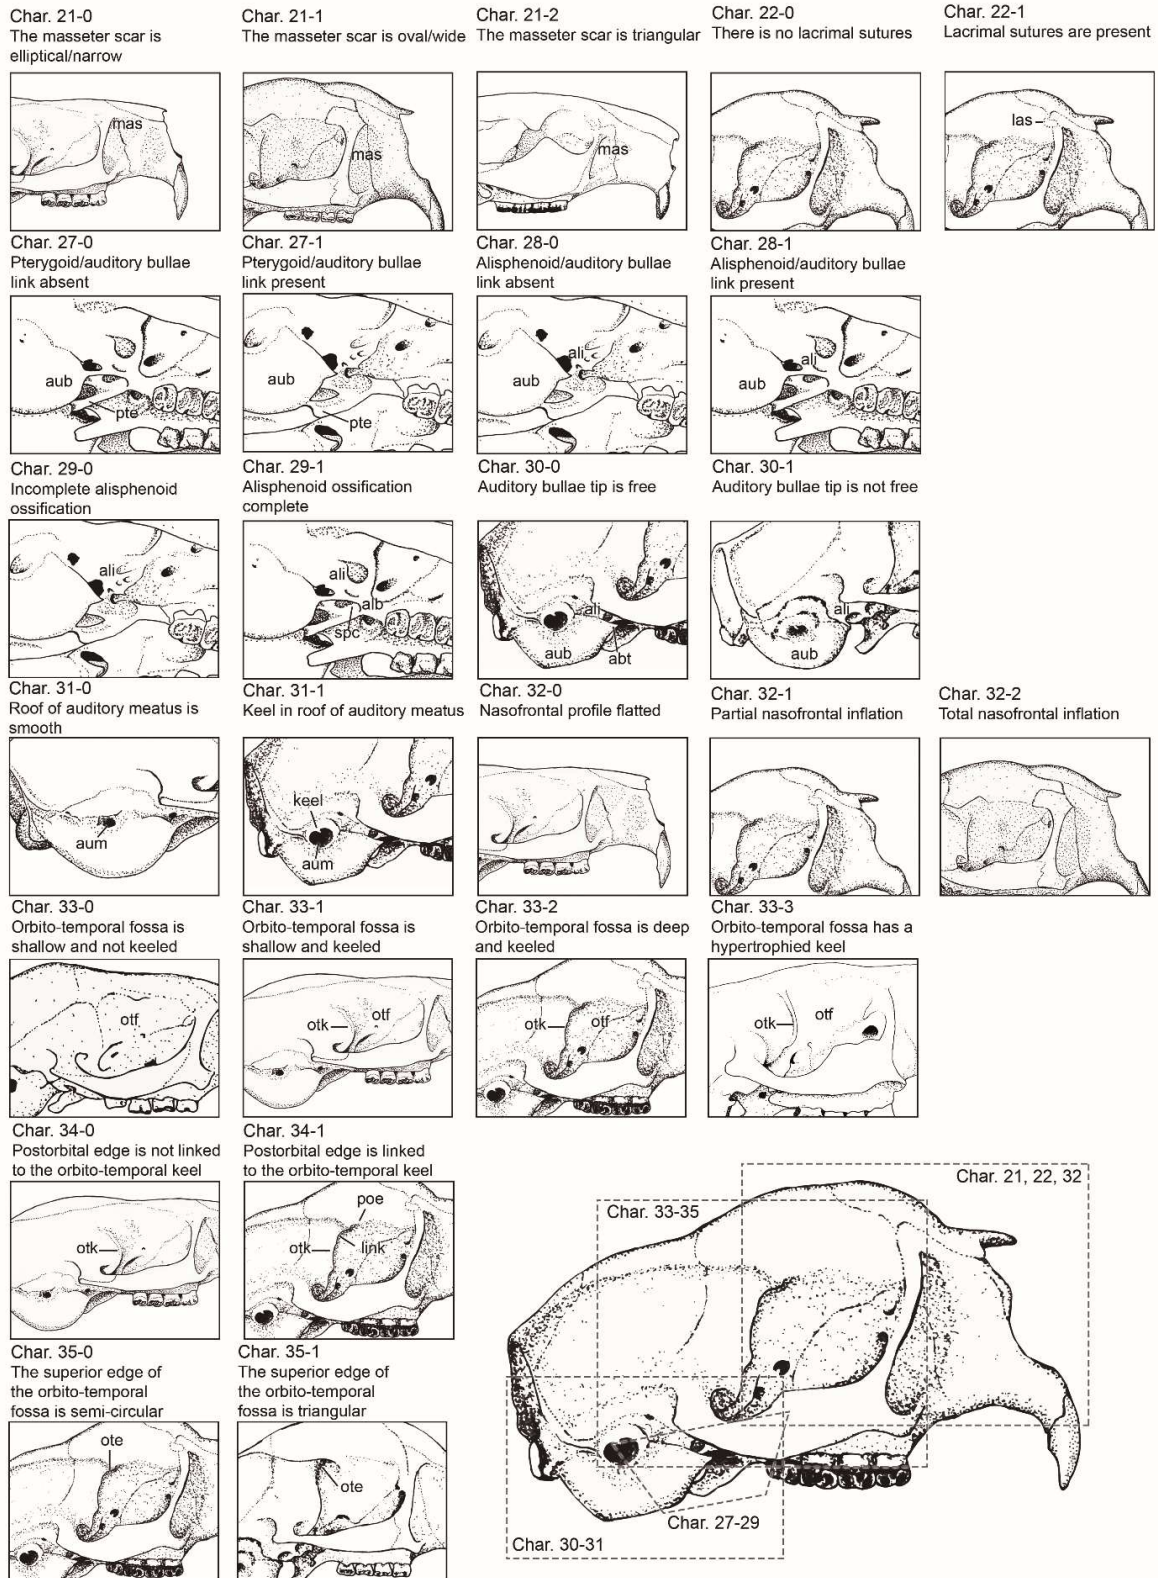 Char. 21-0
The masseter scar is
elliptical/narrow
Char. 21-1
The masseter scar is oval/wide
Char. 21-2
The masseter scar is triangular
Char. 22-0
There is no lacrimal sutures
Char. 22-1
Lacrimal sutures are present
mas
mas
mas
las
Char. 27-0
Pterygoid/auditory bullae
link absent
Char. 27-1
Pterygoid/auditory bullae
link present
Char. 28-0
Alisphenoid/auditory bullae
link absent
Char. 28-1
Alisphenoid/auditory bullae
link present
aub
pte
aub
pte
ali
aub
ali
aub
Char. 29-0
Incomplete alisphenoid
ossification
Char. 29-1
Alisphenoid ossification
complete
Char. 30-0
Auditory bullae tip is free
Char. 30-1
Auditory bullae tip is not free
ali
ali
alb
spc
ali
aub
abt
ali
aub
Char. 31-0
Roof of auditory meatus is
smooth
Char. 31-1
Keel in roof of auditory meatus
Char. 32-0
Nasofrontal profile flatted
Char. 32-1
Partial nasofrontal inflation
Char. 32-2
Total nasofrontal inflation
aum
keel
aum
Char. 33-0
Orbito-temporal fossa is
shallow and not keeled
Char. 33-1
Orbito-temporal fossa is
shallow and keeled
Char. 33-2
Orbito-temporal fossa is deep
and keeled
Char. 33-3
Orbito-temporal fossa has a
hypertrophied keel
otf
otk
otf
otk
otf
otk
otf
Char. 34-0
Postorbital edge is not linked
to the orbito-temporal keel
Char. 34-1
Postorbital edge is linked
to the orbito-temporal keel
otk
poe
otk
link
Char. 35-0
The superior edge of
the orbito-temporal
fossa is semi-circular
Char. 35-1
The superior edge of
the orbito-temporal
fossa is triangular
ote
ote
Char. 21, 22, 32
Char. 33-35
Char. 27-29
Char. 30-31